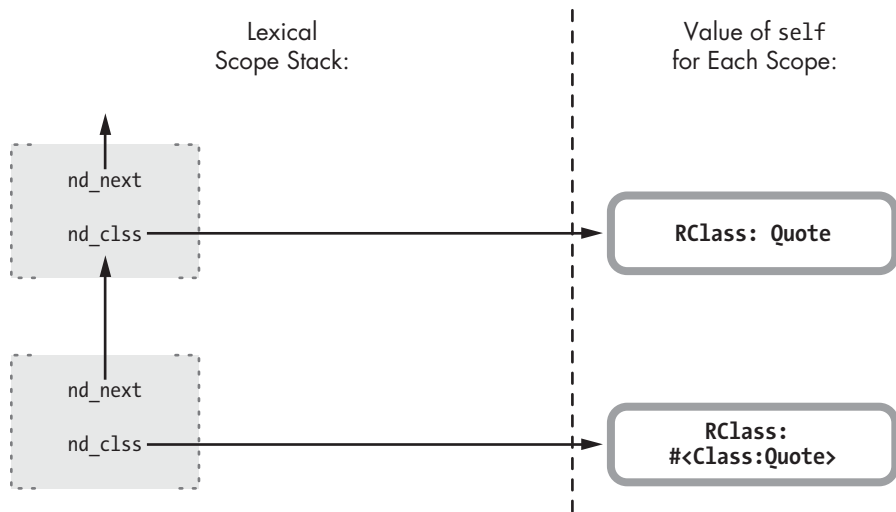 Lexical
Scope Stack:
Value of self
for Each Scope:
nd_next
nd_clss
RClass: Quote
nd_next
nd_clss
RClass:
#<Class:Quote>